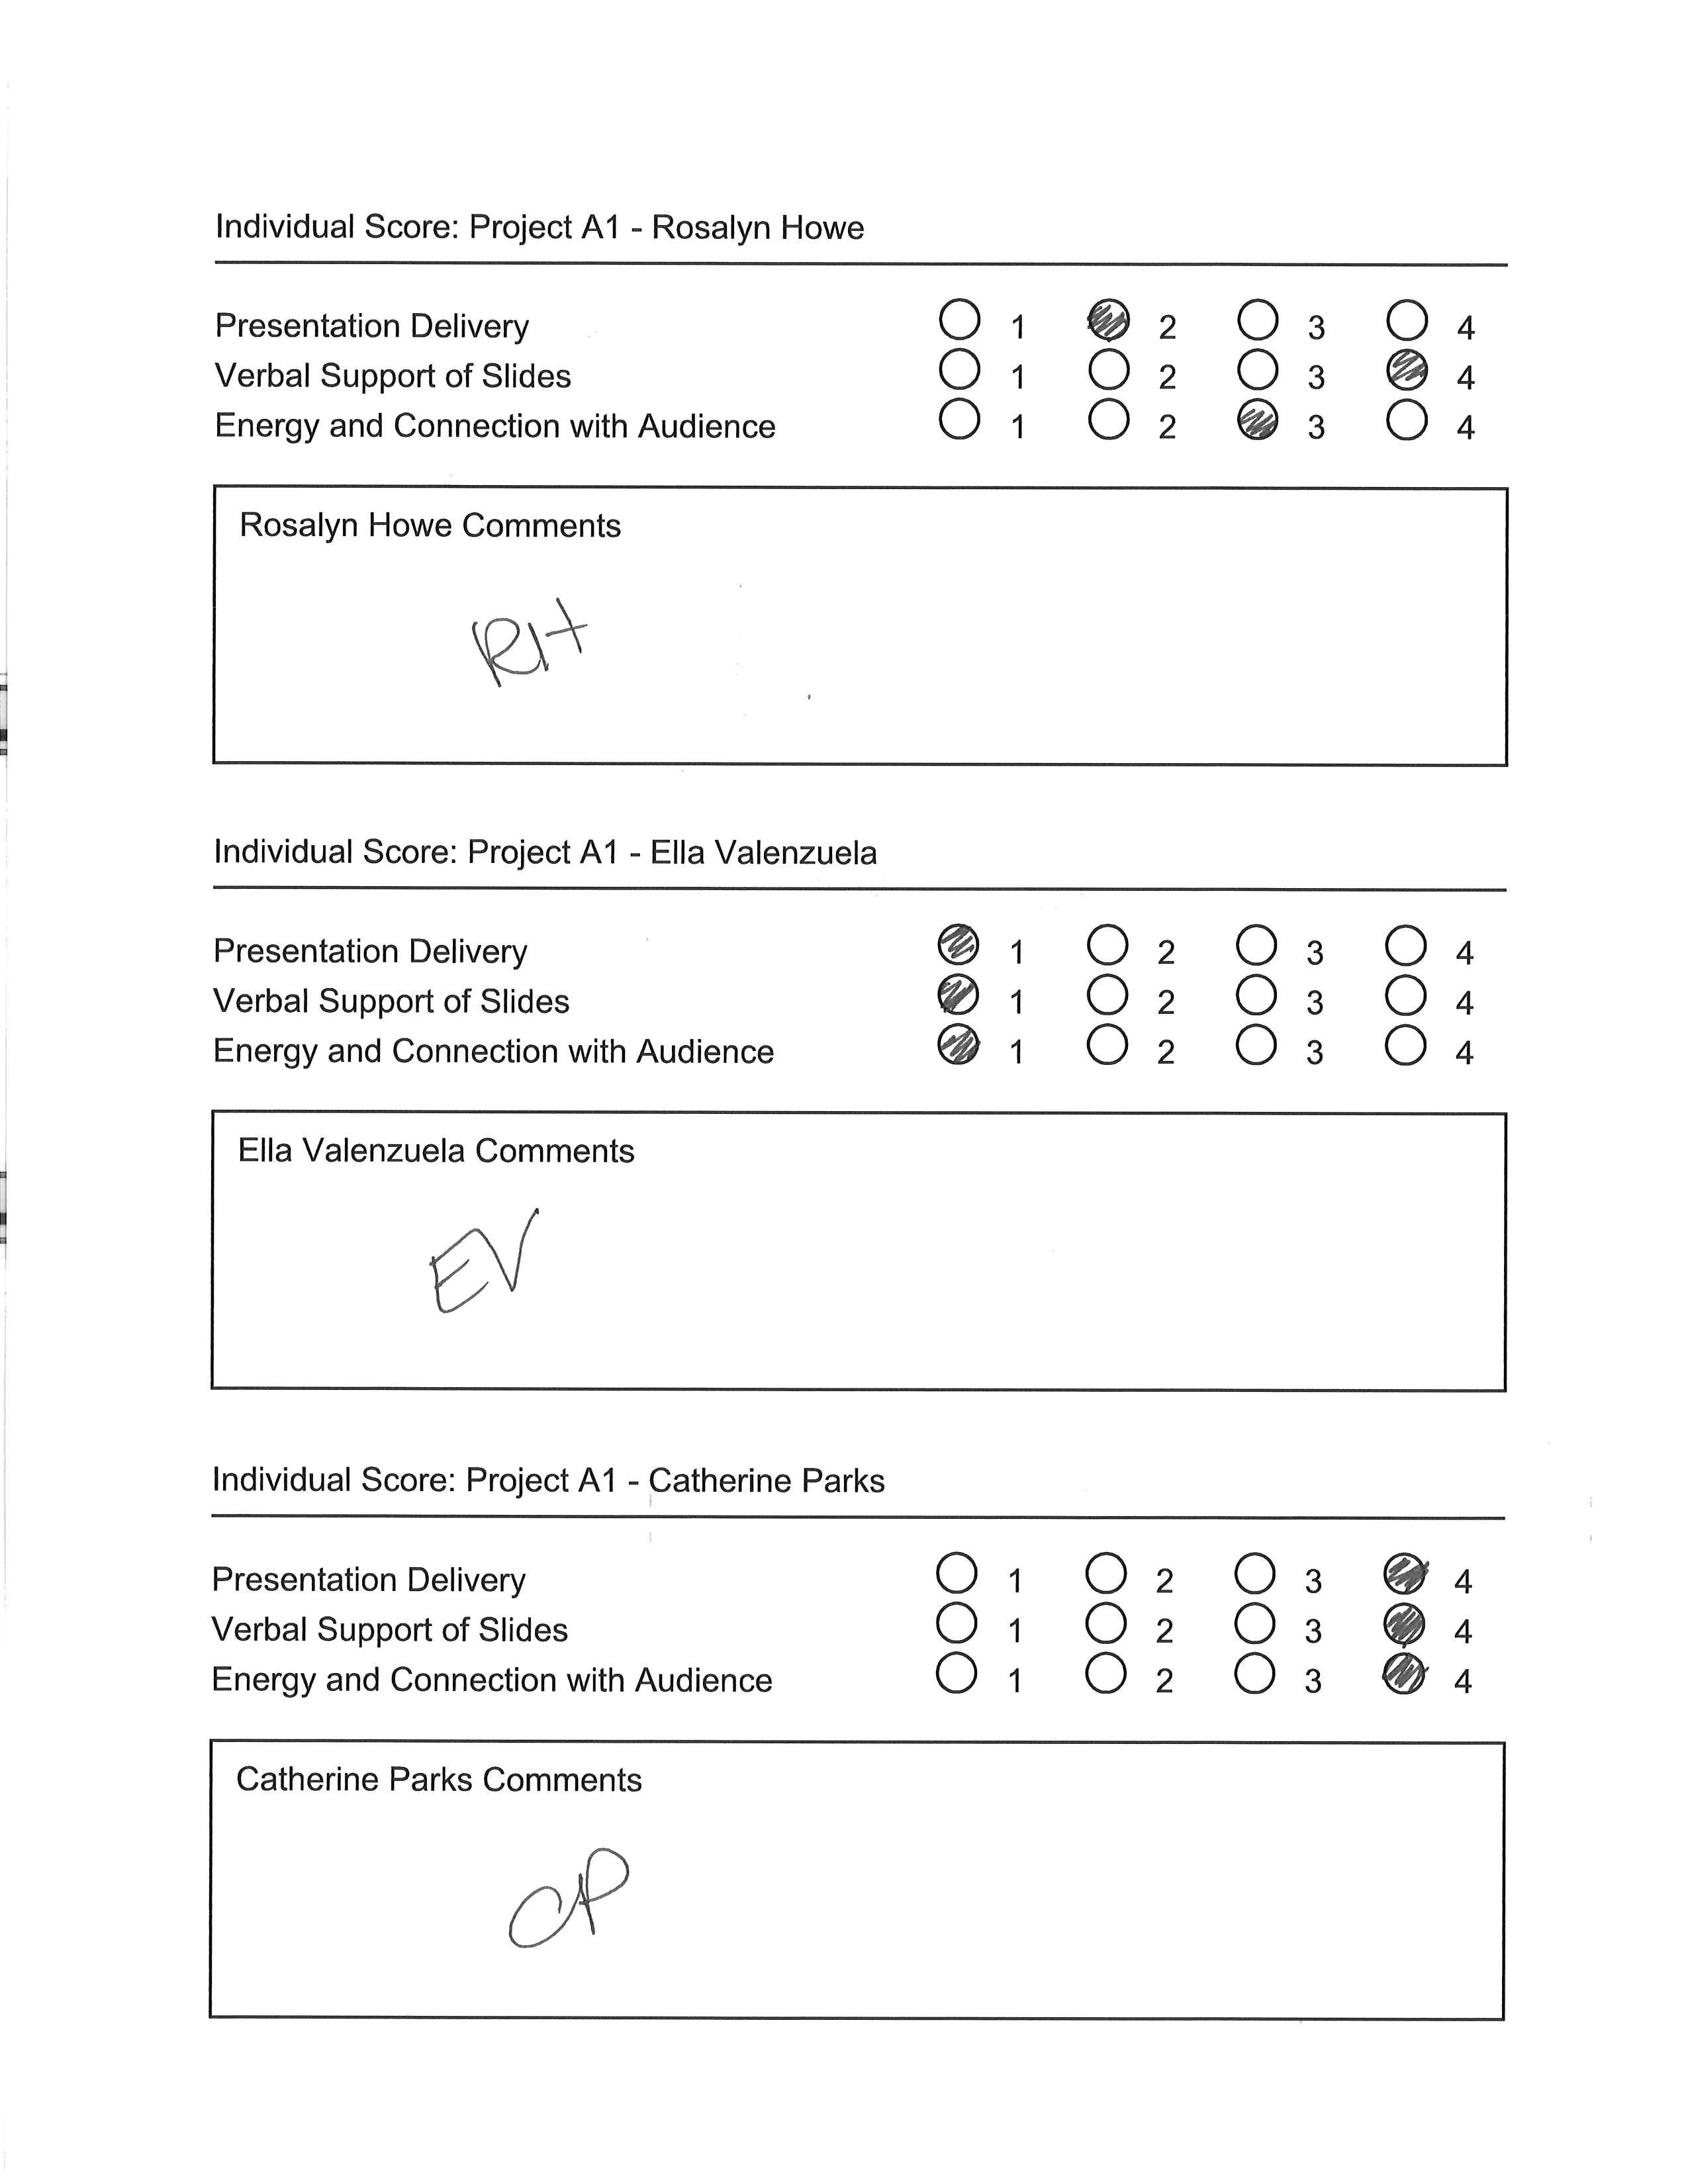 Individual Score: Project A1 - Rosalyn Howe
Presentation Delivery 1 2 3 4
Verbal Support of Slides 1 2 3 4
Energy and Connection with Audience 1 2 3 4
Rosalyn Howe Comments
RH
Individual Score: Project A1 - Ella Valenzuela
Presentation Delivery 1 2 3 4
Verbal Support of Slides 1 2 3 4
Energy and Connection with Audience 1 2 3 4
Ella Valenzuela Comments
EV
Individual Score: Project A1 - Catherine Parks
Presentation Delivery 1 2 3 4
Verbal Support of Slides 1 2 3 4
Energy and Connection with Audience 1 2 3 4
Catherine Parks Comments
CP